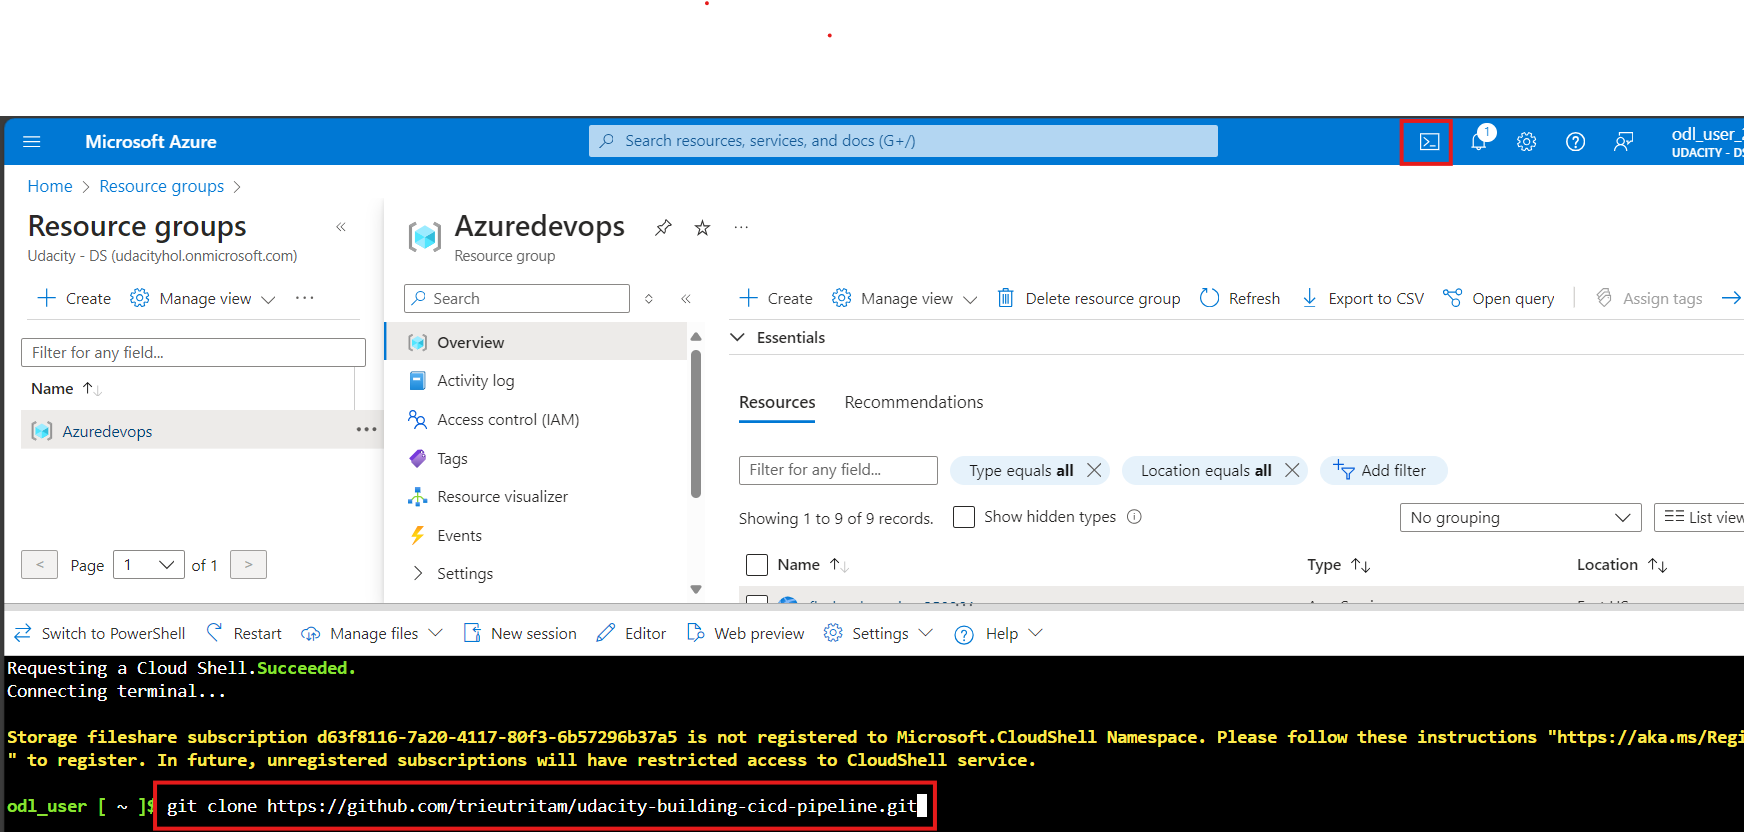 Microsoft Azure
Search resources, services, and docs (G+/)
1
odl_user_
UDACITY - DS
Home > Resource groups >
Resource groups
Udacity - DS (udacityhol.onmicrosoft.com)
Create Manage view ...
Filter for any field...
Name
Azuredevops ...
< Page 1 of 1 >
Azuredevops ...
Resource group
Search
Overview
Activity log
Access control (IAM)
Tags
Resource visualizer
Events
Settings
Create Manage view Delete resource group Refresh Export to CSV Open query Assign tags
Essentials
Resources Recommendations
Filter for any field... Type equals all Location equals all Add filter
Showing 1 to 9 of 9 records. Show hidden types
No grouping List view
Name Type Location
Switch to PowerShell Restart Manage files New session Editor Web preview Settings Help
Requesting a Cloud Shell.Succeeded.
Connecting terminal...
Storage fileshare subscription d63f8116-7a20-4117-80f3-6b57296b37a5 is not registered to Microsoft.CloudShell Namespace. Please follow these instructions "https://aka.ms/Regi
" to register. In future, unregistered subscriptions will have restricted access to CloudShell service.
odl_user [ ~ ]$ git clone https://github.com/trieutritam/udacity-building-cicd-pipeline.git